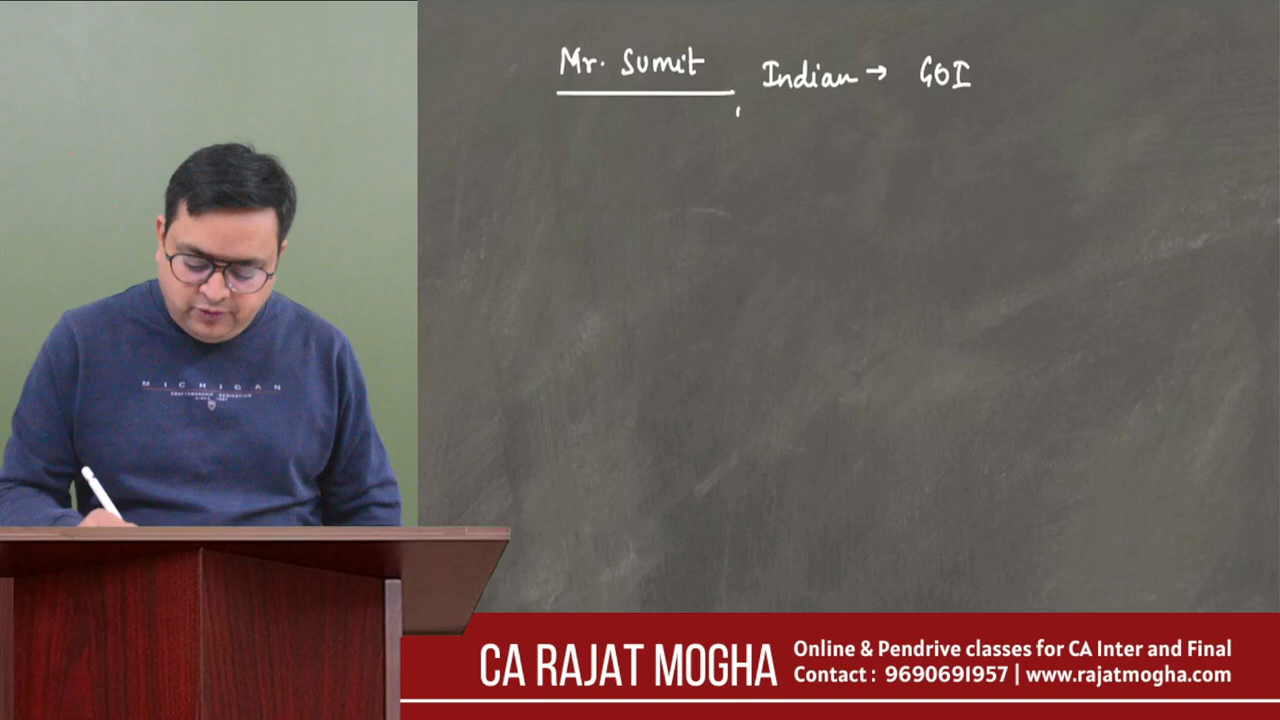 Mr. Sumit, Indian → GOI
MICHIGAN
CA RAJAT MOGHA
Online & Pendrive classes for CA Inter and Final
Contact : 9690691957 | www.rajatmogha.com